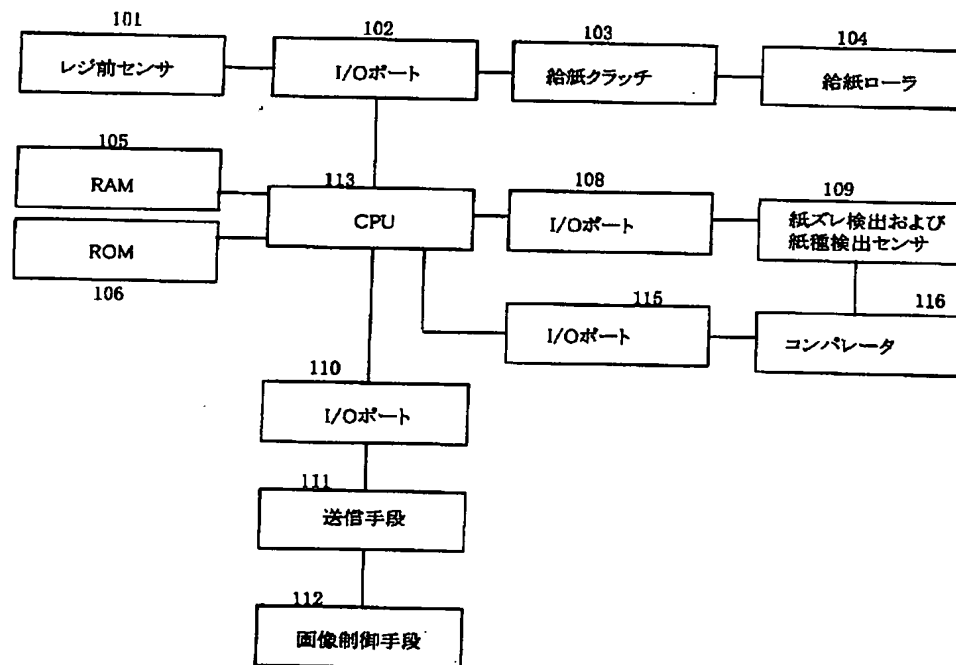 101
レジ前センサ
102
I/Oポート
103
給紙クラッチ
104
給紙ローラ
105
RAM
113
CPU
108
I/Oポート
109
紙ズレ検出および
紙種検出センサ
ROM
106
115
I/Oポート
116
コンパレータ
110
I/Oポート
111
送信手段
112
画像制御手段